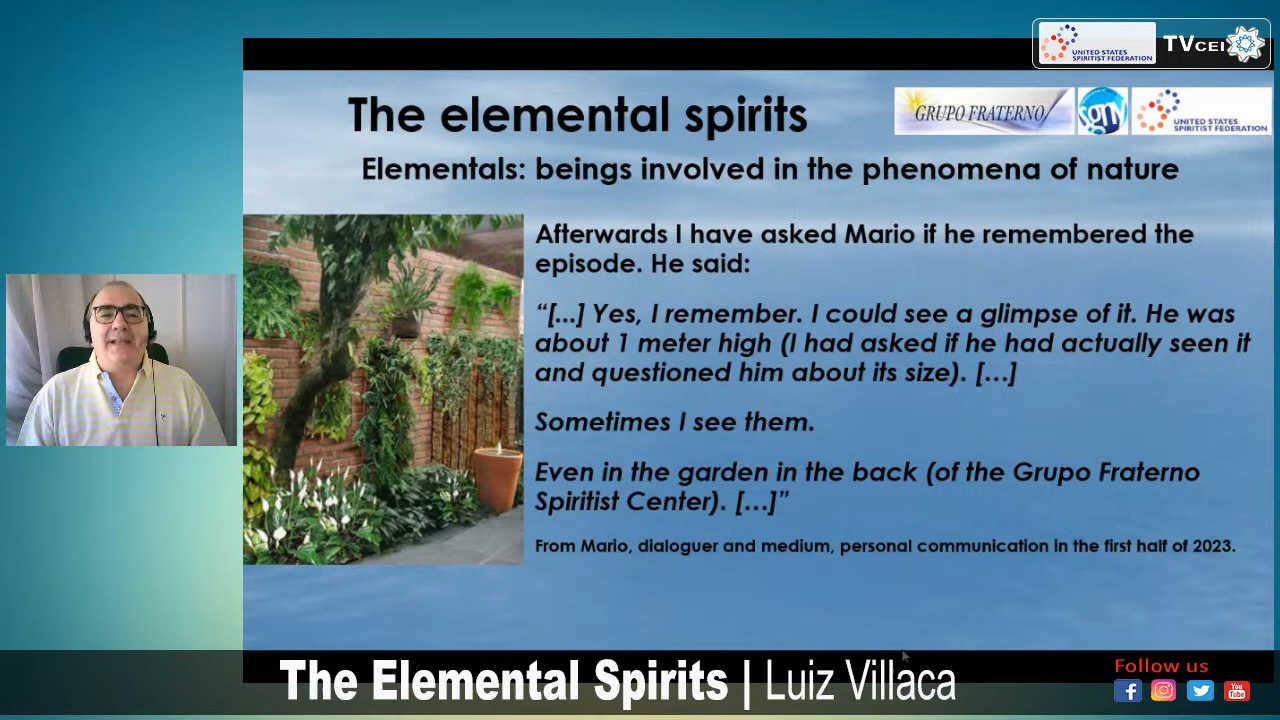 UNITED STATES
SPIRITIST FEDERATION
TVCEI
The elemental spirits
GRUPO FRATERNO
sgny
UNITED STATES
SPIRITIST FEDERATION
Elementals: beings involved in the phenomena of nature
Afterwards I have asked Mario if he remembered the
episode. He said:
“[...] Yes, I remember. I could see a glimpse of it. He was
about 1 meter high (I had asked if he had actually seen it
and questioned him about its size). [...]
Sometimes I see them.
Even in the garden in the back (of the Grupo Fraterno
Spiritist Center). [...]”
From Mario, dialoguer and medium, personal communication in the first half of 2023.
The Elemental Spirits | Luiz Villaca
Follow us
You
Tube